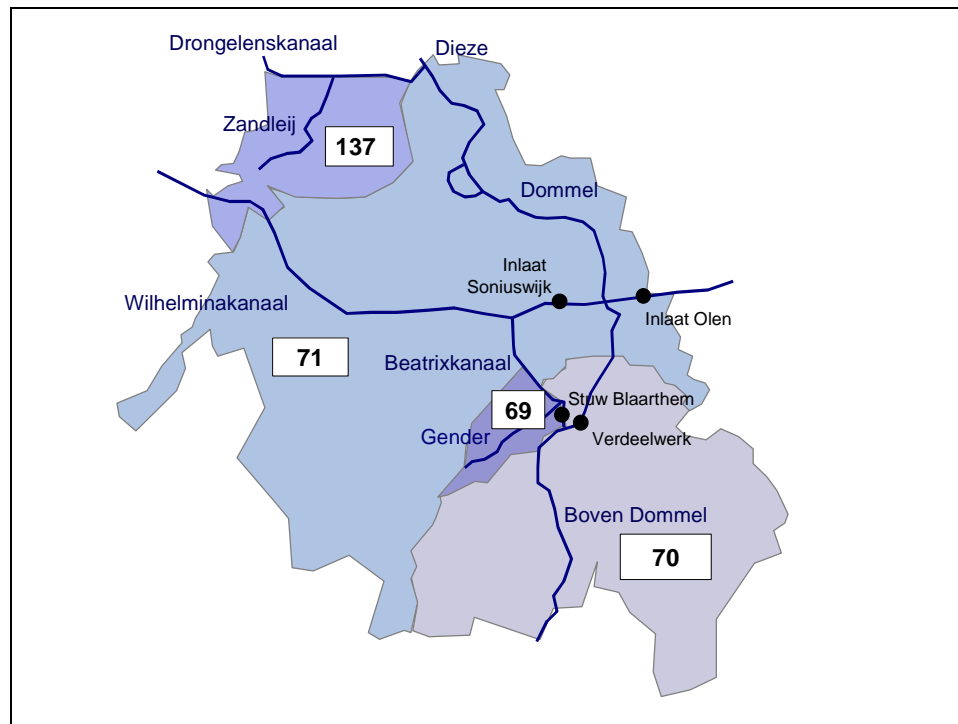 Drongelenskanaal
Dieze
Zandleij
137
Dommel
Inlaat
Soniuswijk
Wilhelminakanaal
Inlaat Olen
71
Beatrixkanaal
69
Stuw Blaarthem
Gender
Verdeelwerk
Boven Dommel
70